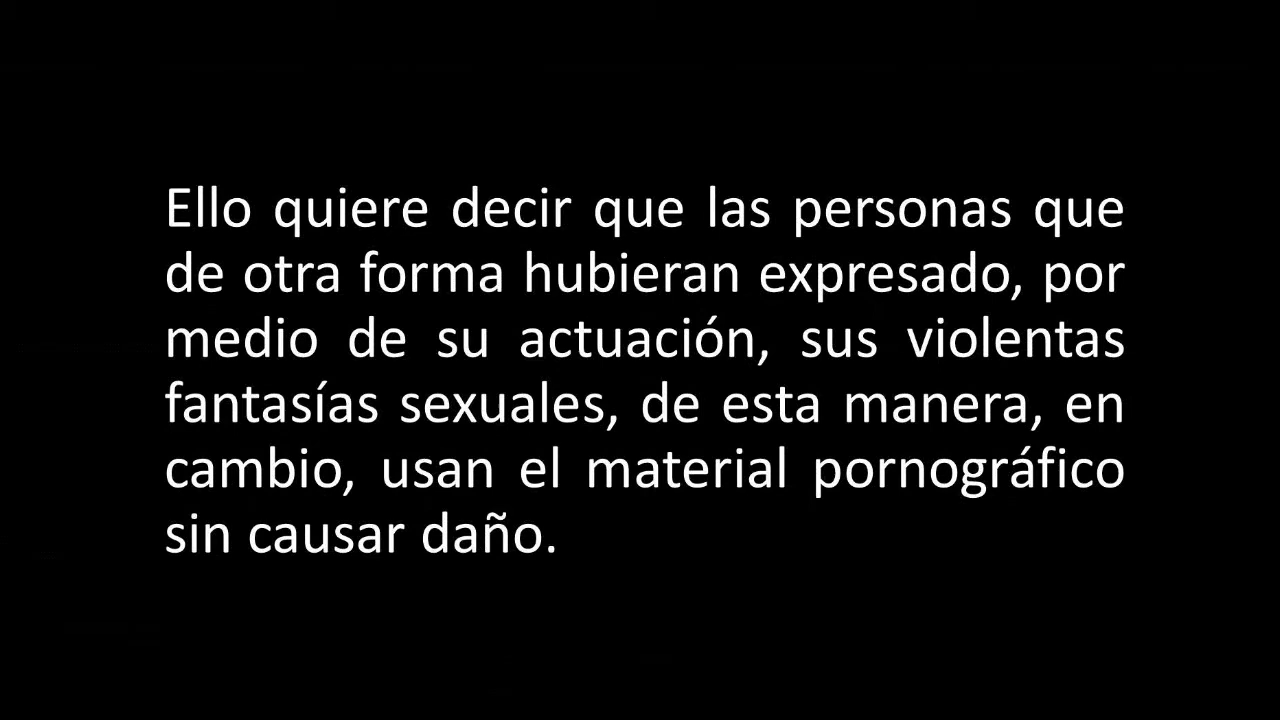 Ello quiere decir que las personas que
de otra forma hubieran expresado, por
medio de su actuación, sus violentas
fantasías sexuales, de esta manera, en
cambio, usan el material pornográfico
sin causar daño.